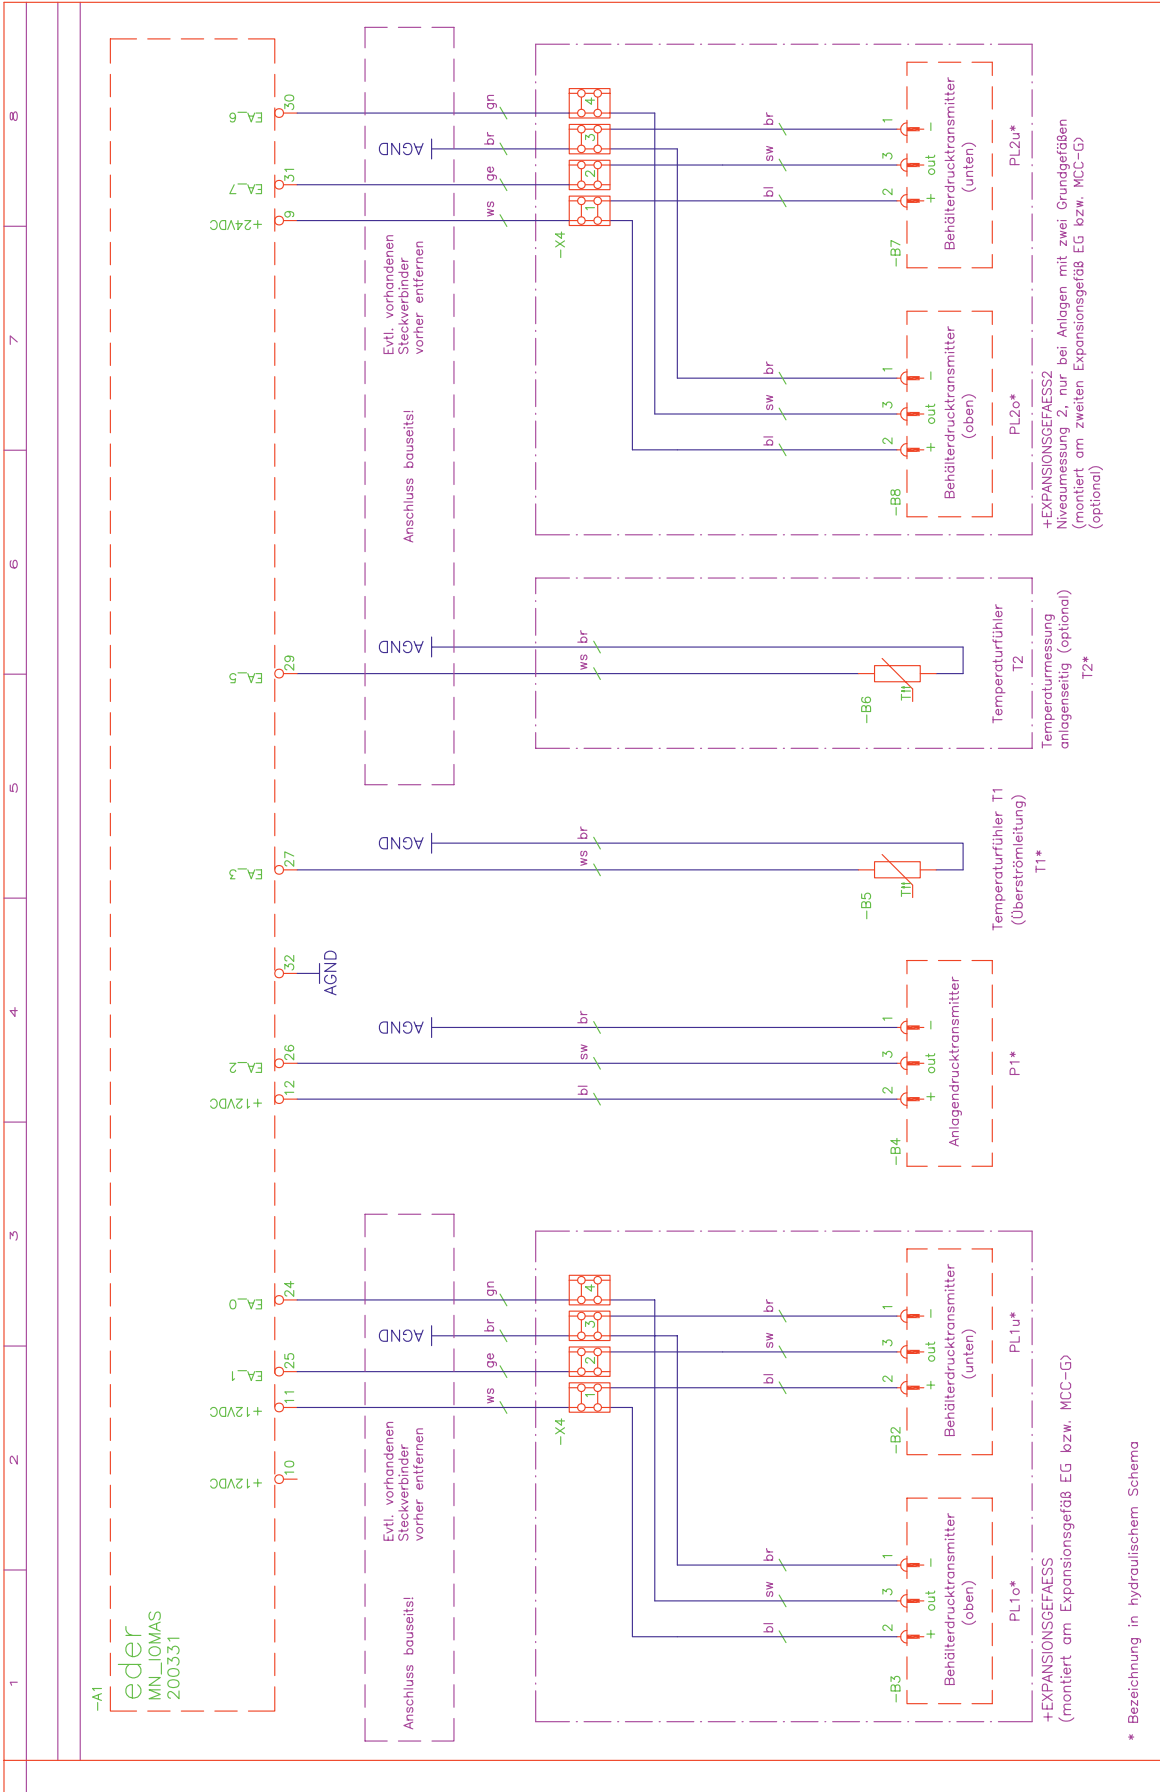 1
2
3
4
5
6
7
8
-A1
eder
MN_IOMAS
200331
+12VDC
10
+12VDC
11
EA_1
25
EA_0
24
+12VDC
12
EA_2
26
32
AGND
EA_3
27
EA_5
29
+24VDC
9
EA_7
31
EA_6
30
Anschluss bauseits!
Evtl. vorhandenen
Steckverbinder
vorher entfernen
AGND
AGND
AGND
AGND
Anschluss bauseits!
Evtl. vorhandenen
Steckverbinder
vorher entfernen
AGND
ws
ge
br
gn
ws
ge
br
gn
-X4
1
2
3
4
bl
sw
br
ws
br
ws
br
-X4
1
2
3
4
bl
sw
br
bl
sw
br
bl
sw
br
bl
sw
br
-B3
2
3
1
+
out
-
Behälterdrucktransmitter
(oben)
PL1o*
-B2
2
3
1
+
out
-
Behälterdrucktransmitter
(unten)
PL1u*
+EXPANSIONSGEFAESS
(montiert am Expansionsgefäß EG bzw. MCC-G)
-B4
2
3
1
+
out
-
Anlagendrucktransmitter
P1*
-B5
T
Temperaturfühler T1
(Überströmleitung)
T1*
-B6
T
Temperaturfühler
T2
Temperaturmessung
anlagenseitig (optional)
T2*
-B8
2
3
1
+
out
-
Behälterdrucktransmitter
(oben)
PL2o*
-B7
2
3
1
+
out
-
Behälterdrucktransmitter
(unten)
PL2u*
+EXPANSIONSGEFAESS2
Niveaumessung 2, nur bei Anlagen mit zwei Grundgefäßen
(montiert am zweiten Expansionsgefäß EG bzw. MCC-G)
(optional)
* Bezeichnung in hydraulischem Schema